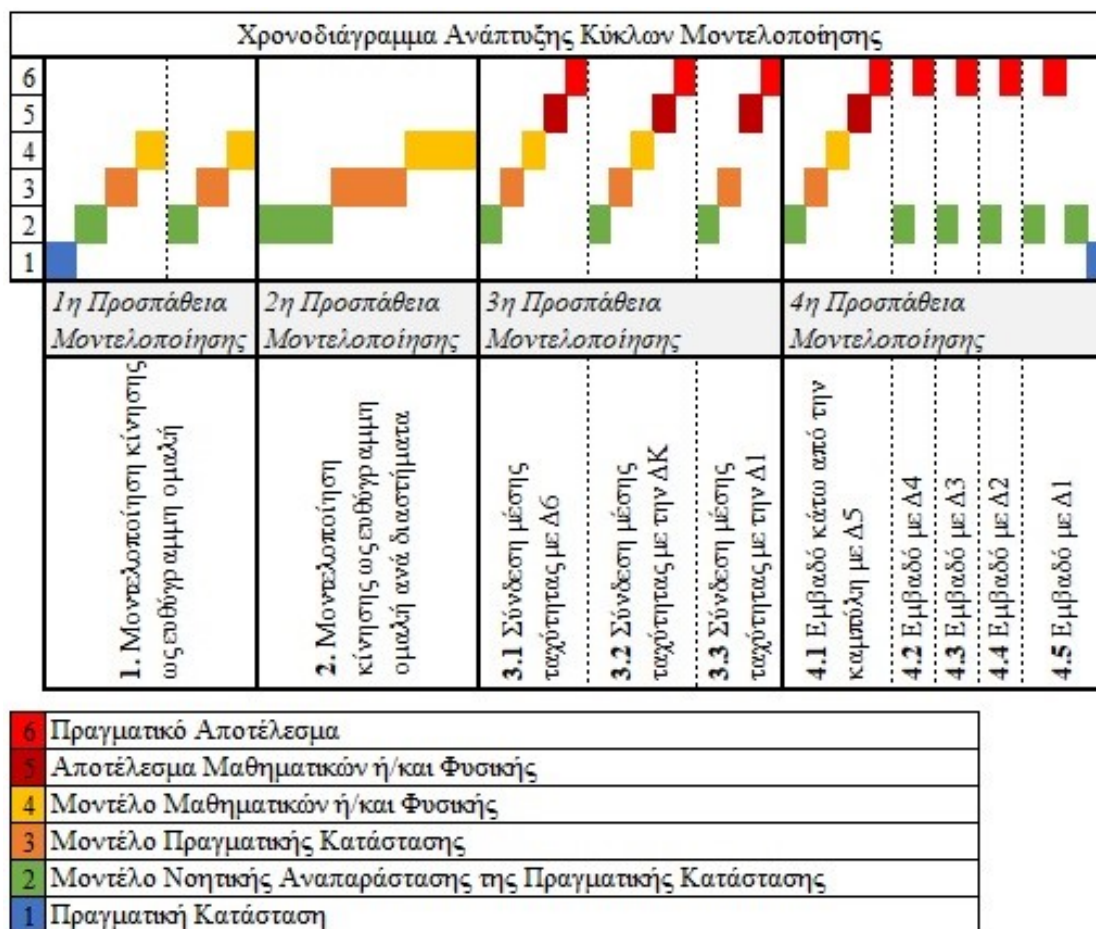 Χρονοδιάγραμμα Ανάπτυξης Κύκλων Μοντελοποίησης
6
5
4
3
2
1
1η Προσπάθεια
Μοντελοποίησης
2η Προσπάθεια
Μοντελοποίησης
3η Προσπάθεια
Μοντελοποίησης
4η Προσπάθεια
Μοντελοποίησης
1. Μοντελοποίηση κίνησης
ως ευθύγραμμη ομαλή
2. Μοντελοποίηση
κίνησης ως ευθύγραμμη
ομαλή ανά διαστήματα
3.1 Σύνδεση μέσης
ταχύτητας με Δ6
3.2 Σύνδεση μέσης
ταχύτητας με την ΔΚ
3.3 Σύνδεση μέσης
ταχύτητας με την Δ1
4.1 Εμβαδό κάτω από την
καμπύλη με Δ5
4.2 Εμβαδό με Δ4
4.3 Εμβαδό με Δ3
4.4 Εμβαδό με Δ2
4.5 Εμβαδό με Δ1
6 Πραγματικό Αποτέλεσμα
5 Αποτέλεσμα Μαθηματικών ή/και Φυσικής
4 Μοντέλο Μαθηματικών ή/και Φυσικής
3 Μοντέλο Πραγματικής Κατάστασης
2 Μοντέλο Νοητικής Αναπαράστασης της Πραγματικής Κατάστασης
1 Πραγματική Κατάσταση